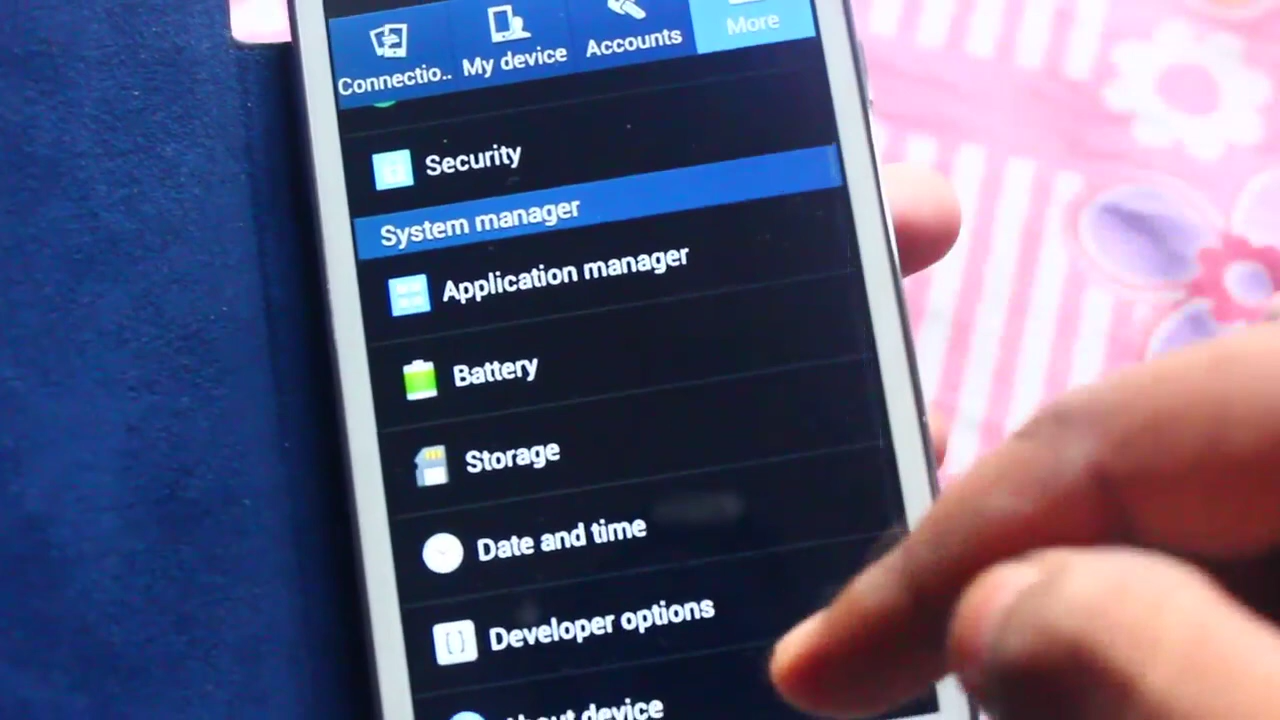 Connectio..
My device
Accounts
More
Security
System manager
Application manager
Battery
Storage
Date and time
Developer options
About device